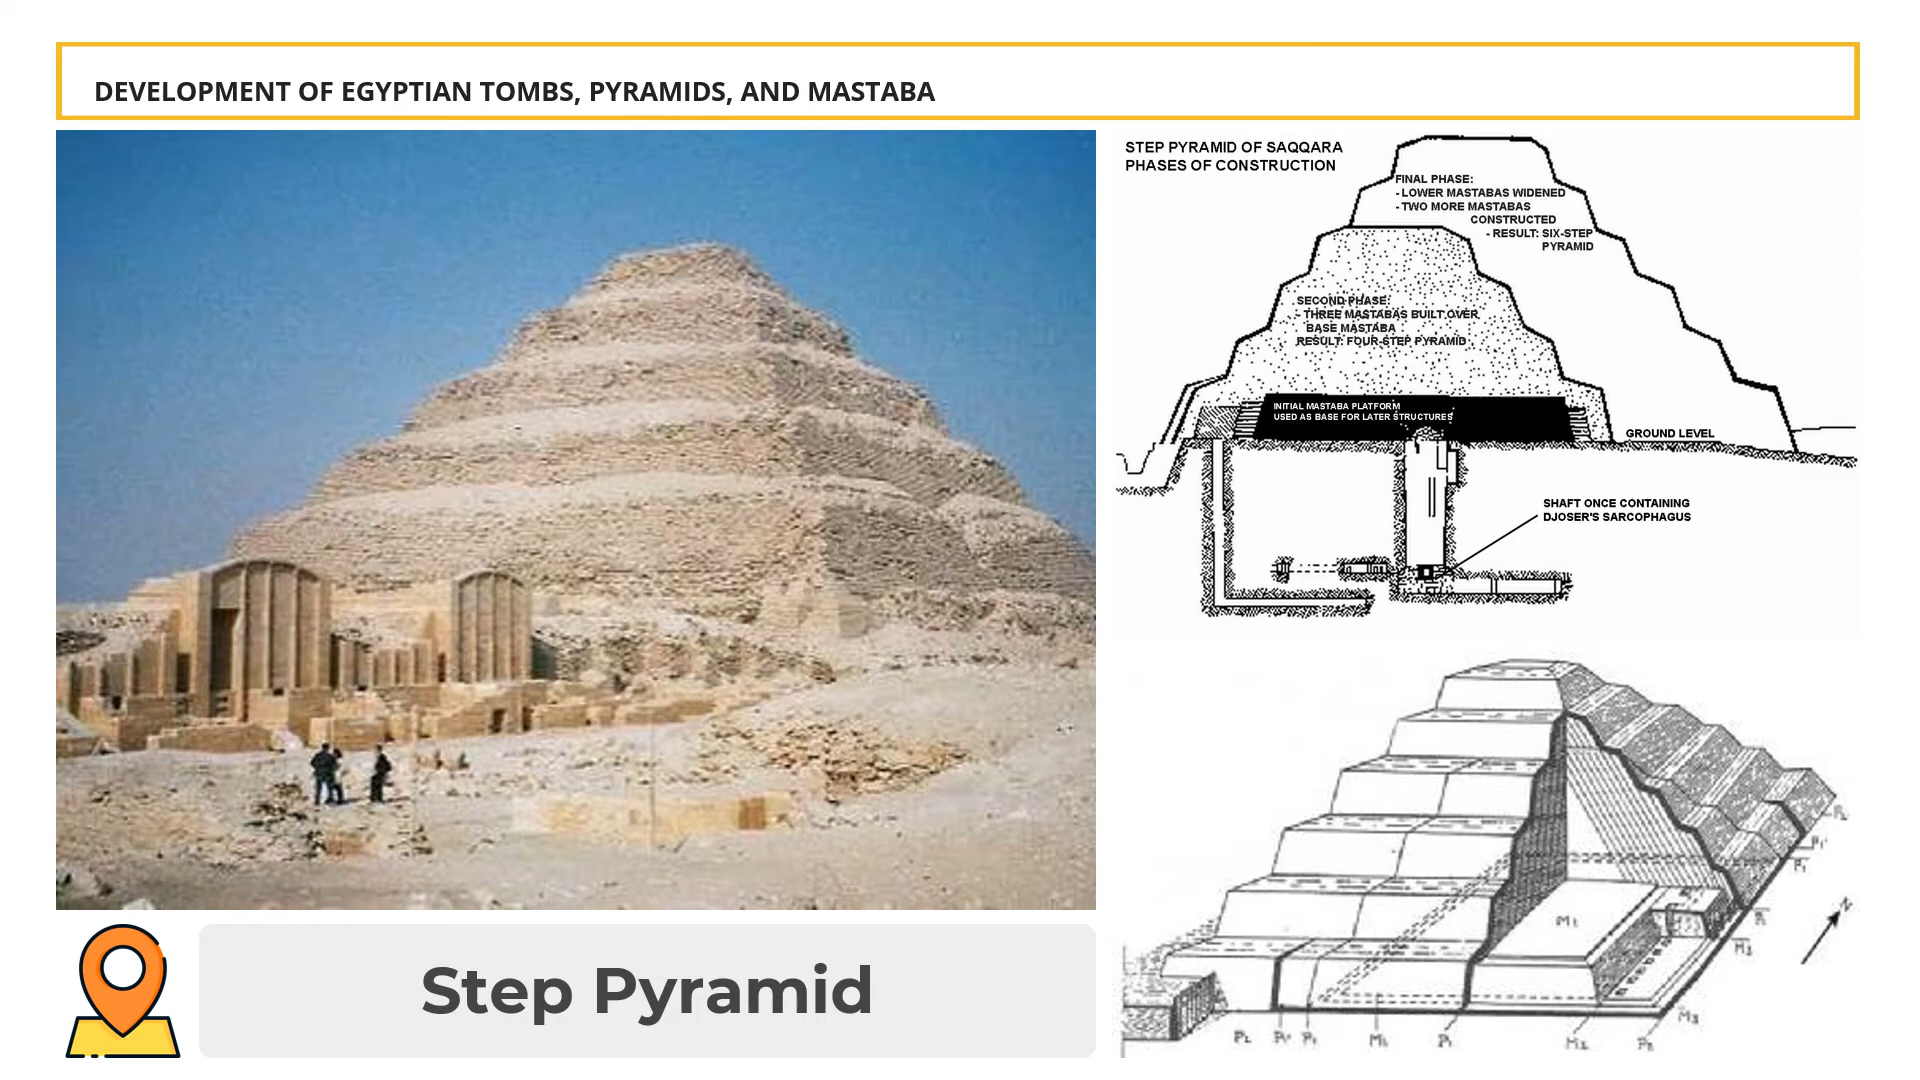 DEVELOPMENT OF EGYPTIAN TOMBS, PYRAMIDS, AND MASTABA
STEP PYRAMID OF SAQQARA
PHASES OF CONSTRUCTION
FINAL PHASE:
- LOWER MASTABAS WIDENED
- TWO MORE MASTABAS
CONSTRUCTED
- RESULT: SIX-STEP
PYRAMID
SECOND PHASE:
- THREE MASTABAS BUILT OVER
BASE MASTABA
RESULT: FOUR-STEP PYRAMID
INITIAL MASTABA PLATFORM
USED AS BASE FOR LATER STRUCTURES
GROUND LEVEL
SHAFT ONCE CONTAINING
DJOSER'S SARCOPHAGUS
Step Pyramid
M1
N
M3